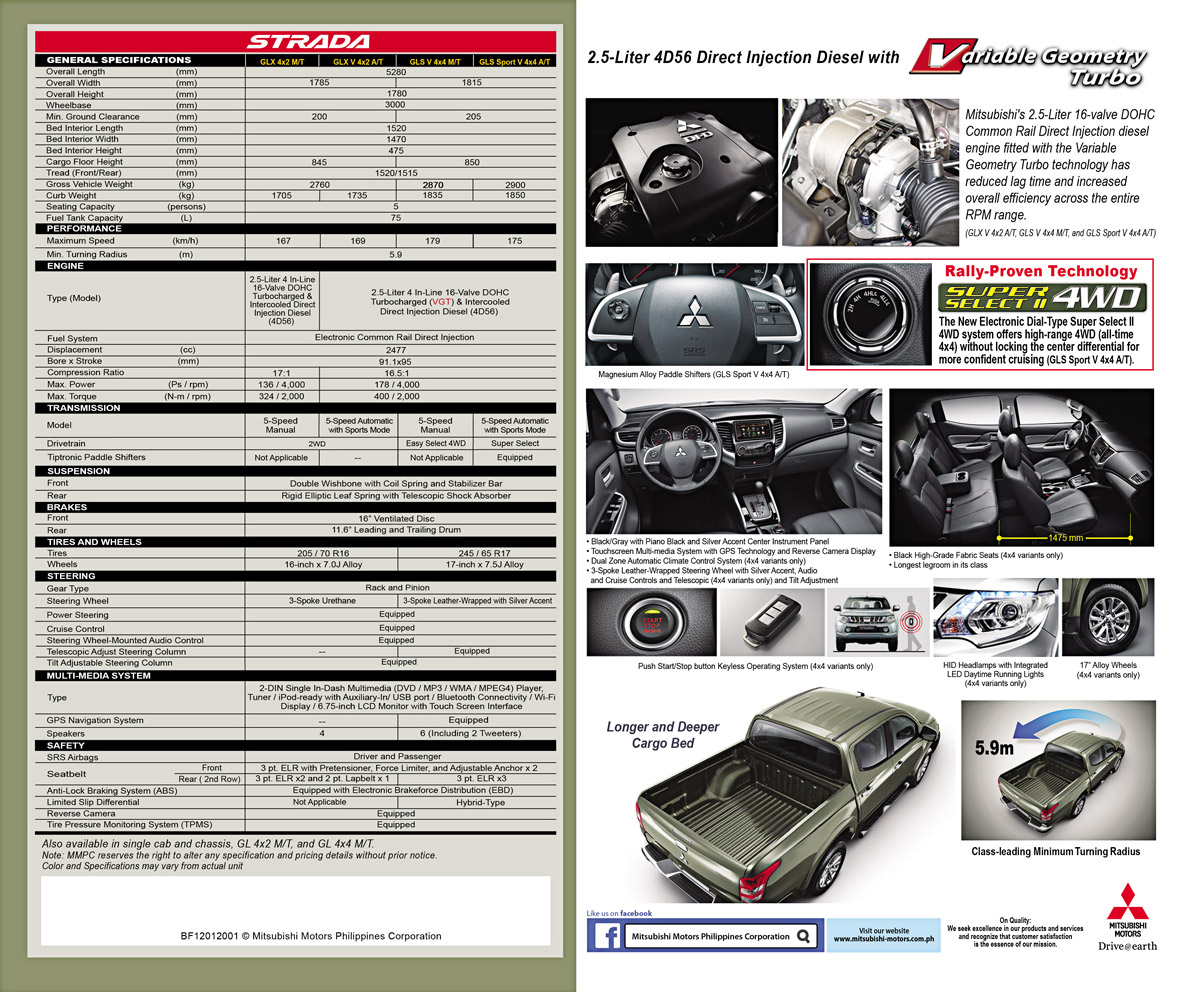 STRADA
GENERAL SPECIFICATIONS GLX 4x2 M/T GLX V 4x2 A/T GLS V 4x4 M/T GLS Sport V 4x4 A/T
Overall Length (mm) 5280
Overall Width (mm) 1785 1815
Overall Height (mm) 1780
Wheelbase (mm) 3000
Min. Ground Clearance (mm) 200 205
Bed Interior Length (mm) 1520
Bed Interior Width (mm) 1470
Bed Interior Height (mm) 475
Cargo Floor Height (mm) 845 850
Tread (Front/Rear) (mm) 1520/1515
Gross Vehicle Weight (kg) 2760 2870 2900
Curb Weight (kg) 1705 1735 1835 1850
Seating Capacity (persons) 5
Fuel Tank Capacity (L) 75
PERFORMANCE
Maximum Speed (km/h) 167 169 179 175
Min. Turning Radius (m) 5.9
ENGINE
Type (Model)
2.5-Liter 4 In-Line
16-Valve DOHC
Turbocharged &
Intercooled Direct
Injection Diesel
(4D56)
2.5-Liter 4 In-Line 16-Valve DOHC
Turbocharged (VGT) & Intercooled
Direct Injection Diesel (4D56)
Fuel System Electronic Common Rail Direct Injection
Displacement (cc) 2477
Bore x Stroke (mm) 91.1x95
Compression Ratio 17:1 16.5:1
Max. Power (Ps / rpm) 136 / 4,000 178 / 4,000
Max. Torque (N-m / rpm) 324 / 2,000 400 / 2,000
TRANSMISSION
Model
5-Speed
Manual
5-Speed Automatic
with Sports Mode
5-Speed
Manual
5-Speed Automatic
with Sports Mode
Drivetrain 2WD Easy Select 4WD Super Select
Tiptronic Paddle Shifters Not Applicable -- Not Applicable Equipped
SUSPENSION
Front Double Wishbone with Coil Spring and Stabilizer Bar
Rear Rigid Elliptic Leaf Spring with Telescopic Shock Absorber
BRAKES
Front 16” Ventilated Disc
Rear 11.6” Leading and Trailing Drum
TIRES AND WHEELS
Tires 205 / 70 R16 245 / 65 R17
Wheels 16-inch x 7.0J Alloy 17-inch x 7.5J Alloy
STEERING
Gear Type Rack and Pinion
Steering Wheel 3-Spoke Urethane 3-Spoke Leather-Wrapped with Silver Accent
Power Steering Equipped
Cruise Control Equipped
Steering Wheel-Mounted Audio Control Equipped
Telescopic Adjust Steering Column -- Equipped
Tilt Adjustable Steering Column Equipped
MULTI-MEDIA SYSTEM
Type
2-DIN Single In-Dash Multimedia (DVD / MP3 / WMA / MPEG4) Player,
Tuner / iPod-ready with Auxiliary-In/ USB port / Bluetooth Connectivity / Wi-Fi
Display / 6.75-inch LCD Monitor with Touch Screen Interface
GPS Navigation System -- Equipped
Speakers 4 6 (Including 2 Tweeters)
SAFETY
SRS Airbags Driver and Passenger
Seatbelt
Front 3 pt. ELR with Pretensioner, Force Limiter, and Adjustable Anchor x 2
Rear ( 2nd Row) 3 pt. ELR x2 and 2 pt. Lapbelt x 1 3 pt. ELR x3
Anti-Lock Braking System (ABS) Equipped with Electronic Brakeforce Distribution (EBD)
Limited Slip Differential Not Applicable Hybrid-Type
Reverse Camera Equipped
Tire Pressure Monitoring System (TPMS) Equipped
Also available in single cab and chassis, GL 4x2 M/T, and GL 4x4 M/T.
Note: MMPC reserves the right to alter any specification and pricing details without prior notice.
Color and Specifications may vary from actual unit
BF12012001 © Mitsubishi Motors Philippines Corporation
2.5-Liter 4D56 Direct Injection Diesel with
Variable Geometry
Turbo
DI-D
Mitsubishi's 2.5-Liter 16-valve DOHC
Common Rail Direct Injection diesel
engine fitted with the Variable
Geometry Turbo technology has
reduced lag time and increased
overall efficiency across the entire
RPM range.
(GLX V 4x2 A/T, GLS V 4x4 M/T, and GLS Sport V 4x4 A/T)
SRS
AIRBAG
Magnesium Alloy Paddle Shifters (GLS Sport V 4x4 A/T)
2H 4H 4HLc 4LLc
Rally-Proven Technology
SUPER
SELECT II 4WD
The New Electronic Dial-Type Super Select II
4WD system offers high-range 4WD (all-time
4x4) without locking the center differential for
more confident cruising (GLS Sport V 4x4 A/T).
1475 mm
• Black/Gray with Piano Black and Silver Accent Center Instrument Panel
• Touchscreen Multi-media System with GPS Technology and Reverse Camera Display
• Dual Zone Automatic Climate Control System (4x4 variants only)
• 3-Spoke Leather-Wrapped Steering Wheel with Silver Accent, Audio
and Cruise Controls and Telescopic (4x4 variants only) and Tilt Adjustment
• Black High-Grade Fabric Seats (4x4 variants only)
• Longest legroom in its class
START
STOP
ENGINE
Push Start/Stop button Keyless Operating System (4x4 variants only)
HID Headlamps with Integrated
LED Daytime Running Lights
(4x4 variants only)
17” Alloy Wheels
(4x4 variants only)
Longer and Deeper
Cargo Bed
5.9m
Class-leading Minimum Turning Radius
Like us on facebook
f Mitsubishi Motors Philippines Corporation
Visit our website
www.mitsubishi-motors.com.ph
On Quality:
We seek excellence in our products and services
and recognize that customer satisfaction
is the essence of our mission.
MITSUBISHI
MOTORS
Drive@earth